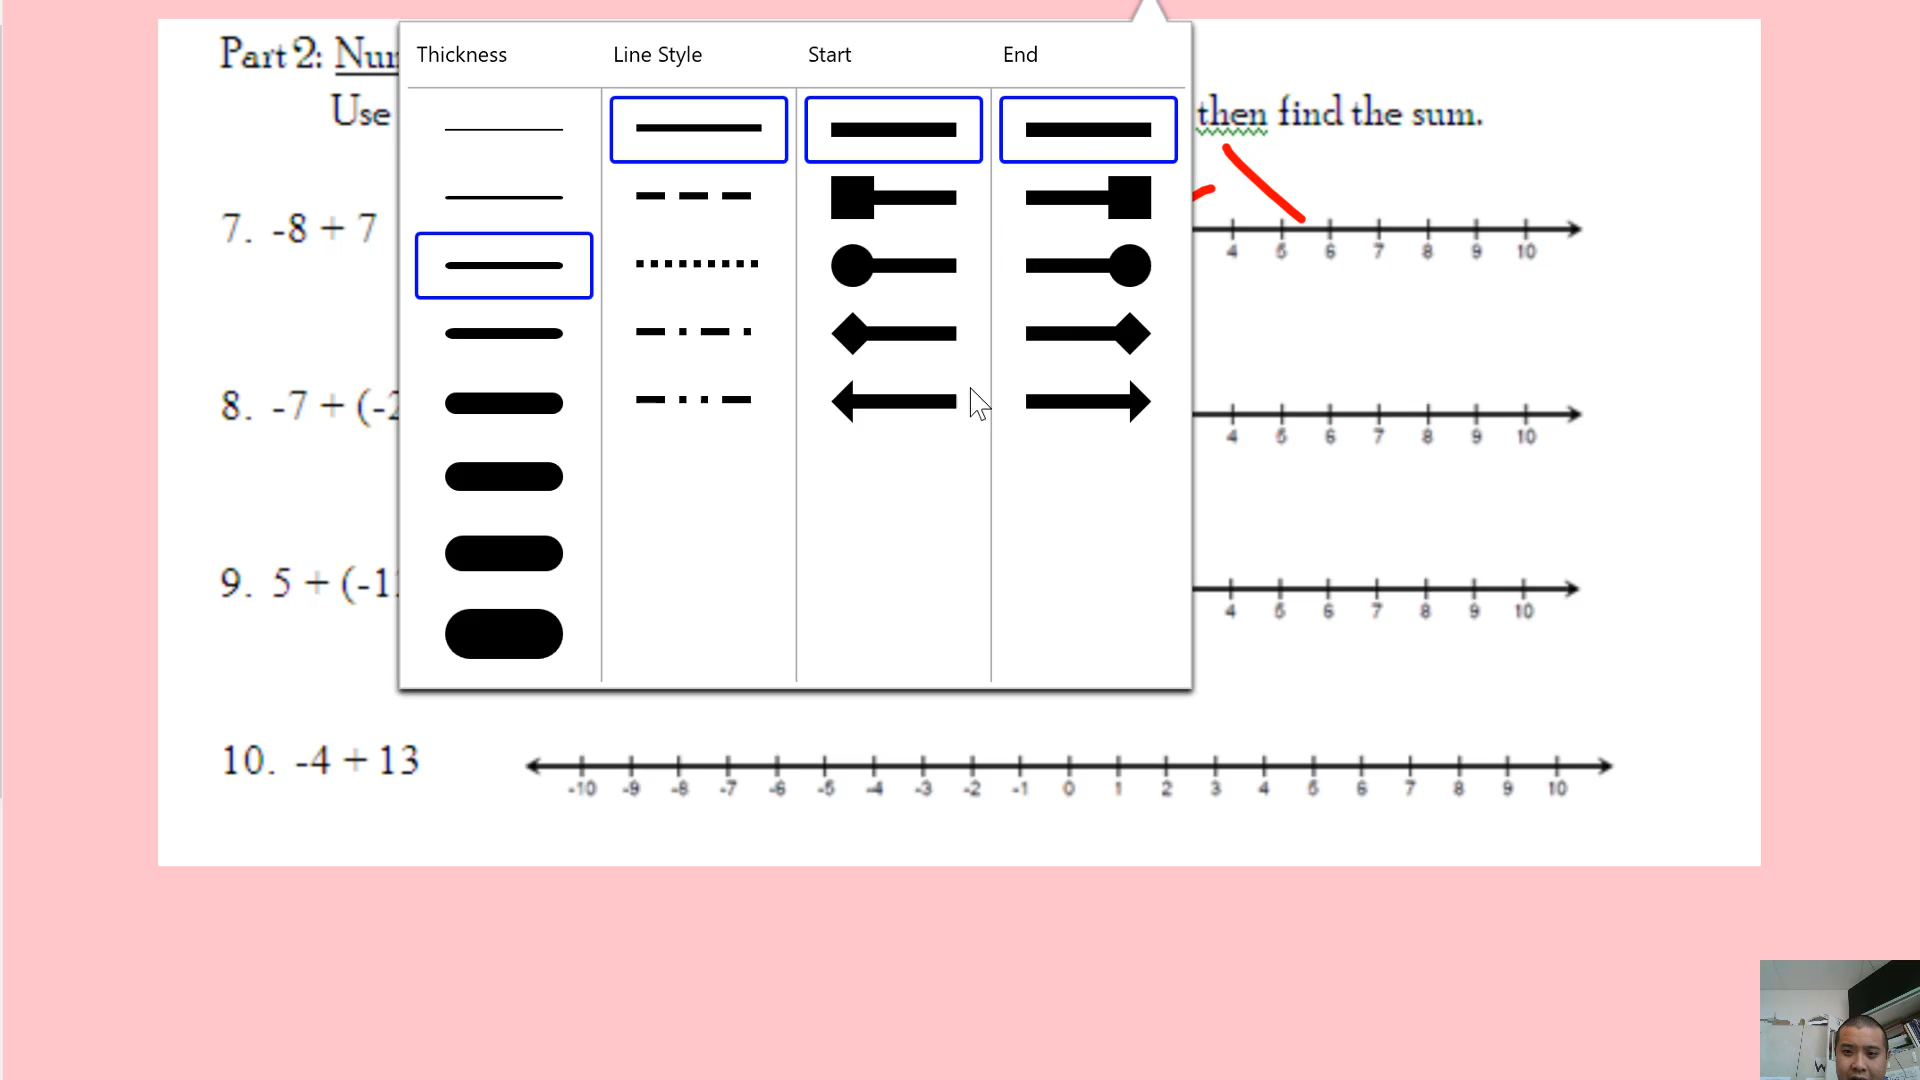 Part 2: Nu
Thickness Line Style Start End
Use then find the sum.
7. -8 + 7
4 5 6 7 8 9 10
8. -7 + (-2
4 5 6 7 8 9 10
9. 5 + (-1
4 5 6 7 8 9 10
10. -4 + 13
-10 -9 -8 -7 -6 -5 -4 -3 -2 -1 0 1 2 3 4 5 6 7 8 9 10